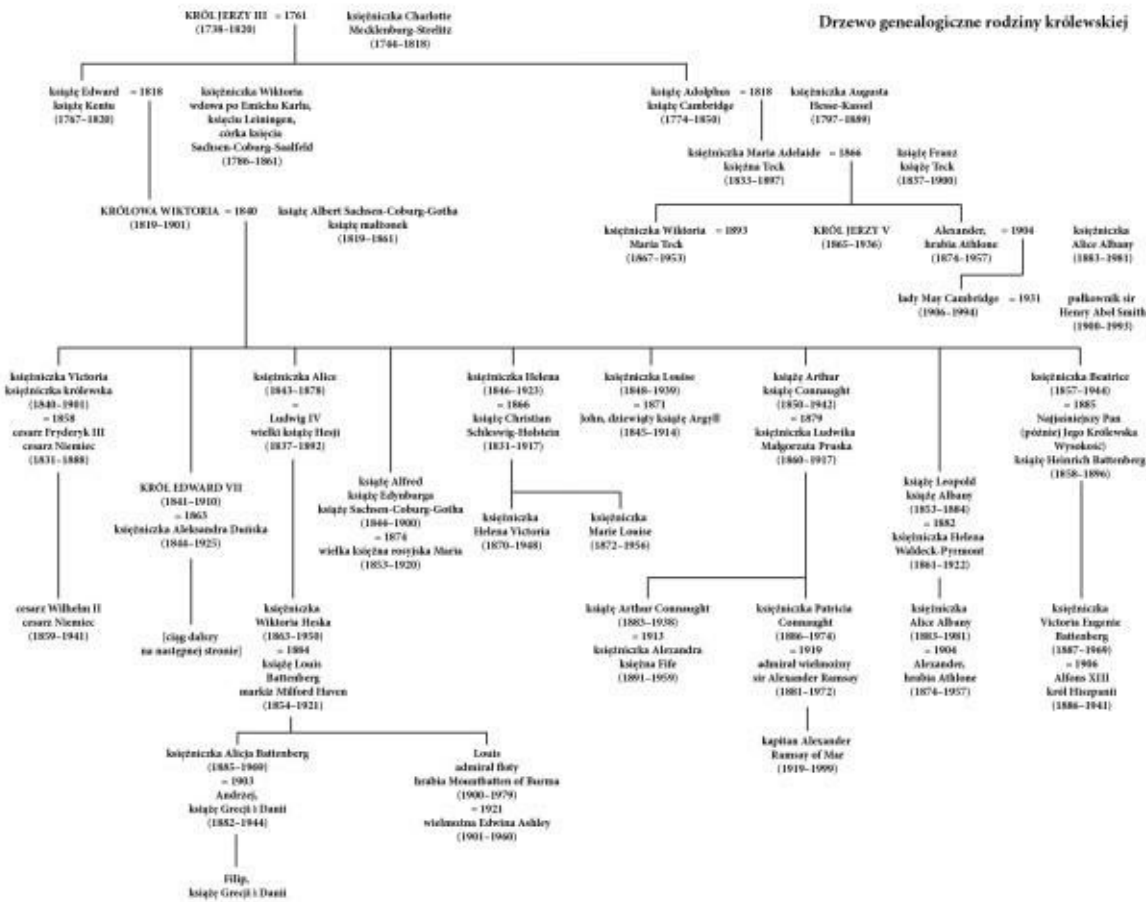 Drzewo genealogiczne rodziny królewskiej
KRÓL JERZY III = 1761
(1738–1820)
księżniczka Charlotte
Mecklenburg-Strelitz
(1744–1818)
książę Edward = 1818
książę Kentu
(1767–1820)
księżniczka Wiktoria
wdowa po Emichu Karlu,
księciu Leiningen,
córka księcia
Sachsen-Coburg-Saalfeld
(1786–1861)
książę Adolphus = 1818
książę Cambridge
(1774–1850)
księżniczka Augusta
Hesse-Kassel
(1797–1889)
księżniczka Maria Adelaide = 1866
księżna Teck
(1833–1897)
książę Franz
książę Teck
(1837–1900)
KRÓLOWA WIKTORIA = 1840
(1819–1901)
książę Albert Sachsen-Coburg-Gotha
książę małżonek
(1819–1861)
księżniczka Wiktoria = 1893
Maria Teck
(1867–1953)
KRÓL JERZY V
(1865–1936)
Alexander, = 1904
hrabia Athlone
(1874–1957)
księżniczka
Alice Albany
(1883–1981)
lady May Cambridge = 1931
(1906–1994)
pułkownik sir
Henry Abel Smith
(1900–1993)
księżniczka Victoria
księżniczka królewska
(1840–1901)
= 1858
cesarz Fryderyk III
cesarz Niemiec
(1831–1888)
KRÓL EDWARD VII
(1841–1910)
= 1863
księżniczka Aleksandra Duńska
(1844–1925)
księżniczka Alice
(1843–1878)
=
Ludwig IV
wielki książę Hesji
(1837–1892)
książę Alfred
książę Edynburga
książę Sachsen-Coburg-Gotha
(1844–1900)
= 1874
wielka księżna rosyjska Maria
(1853–1920)
księżniczka Helena
(1846–1923)
= 1866
książę Christian
Schleswig-Holstein
(1831–1917)
księżniczka Louise
(1848–1939)
= 1871
John, dziewiąty książę Argyll
(1845–1914)
książę Arthur
książę Connaught
(1850–1942)
= 1879
księżniczka Ludwika
Małgorzata Pruska
(1860–1917)
książę Leopold
książę Albany
(1853–1884)
= 1882
księżniczka Helena
Waldeck-Pyrmont
(1861–1922)
księżniczka Beatrice
(1857–1944)
= 1885
Najjaśniejszy Pan
(później Jego Królewska
Wysokość)
książę Heinrich Battenberg
(1858–1896)
księżniczka
Helena Victoria
(1870–1948)
księżniczka
Marie Louise
(1872–1956)
cesarz Wilhelm II
cesarz Niemiec
(1859–1941)
[ciąg dalszy
na następnej stronie]
księżniczka
Wiktoria Heska
(1863–1950)
= 1884
książę Louis
Battenberg
markiz Milford Haven
(1854–1921)
książę Arthur Connaught
(1883–1938)
= 1913
księżniczka Alexandra
księżna Fife
(1891–1959)
księżniczka Patricia
Connaught
(1886–1974)
= 1919
admirał wielmożny
sir Alexander Ramsay
(1881–1972)
księżniczka
Alice Albany
(1883–1981)
= 1904
Alexander,
hrabia Athlone
(1874–1957)
księżniczka
Victoria Eugenie
Battenberg
(1887–1969)
= 1906
Alfons XIII
król Hiszpanii
(1886–1941)
księżniczka Alicja Battenberg
(1885–1969)
= 1903
Andrzej,
książę Grecji i Danii
(1882–1944)
Louis
admirał floty
hrabia Mountbatten of Burma
(1900–1979)
= 1921
wielmożna Edwina Ashley
(1901–1960)
kapitan Alexander
Ramsay of Mar
(1919–1999)
Filip,
książę Grecji i Danii